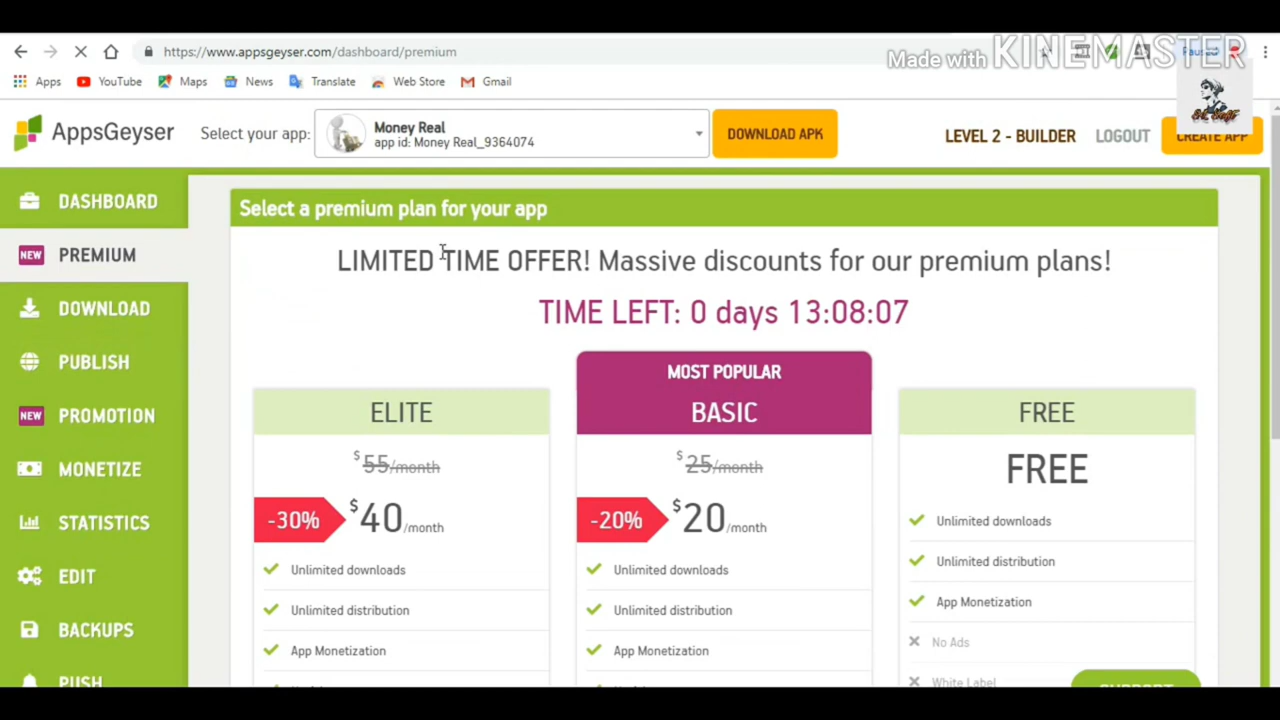 Made with KINEMASTER
https://www.appsgeyser.com/dashboard/premium
Paused
Apps YouTube Maps News Translate Web Store Gmail
AppsGeyser
Select your app:
Money Real
app id: Money Real_9364074
DOWNLOAD APK
LEVEL 2 - BUILDER
LOGOUT
CREATE APP
DASHBOARD
NEW PREMIUM
DOWNLOAD
PUBLISH
NEW PROMOTION
MONETIZE
STATISTICS
EDIT
BACKUPS
PUSH
Select a premium plan for your app
LIMITED TIME OFFER! Massive discounts for our premium plans!
TIME LEFT: 0 days 13:08:07
ELITE
$55/month
-30% $40/month
Unlimited downloads
Unlimited distribution
App Monetization
MOST POPULAR
BASIC
$25/month
-20% $20/month
Unlimited downloads
Unlimited distribution
App Monetization
FREE
FREE
Unlimited downloads
Unlimited distribution
App Monetization
No Ads
White Label
SUPPORT